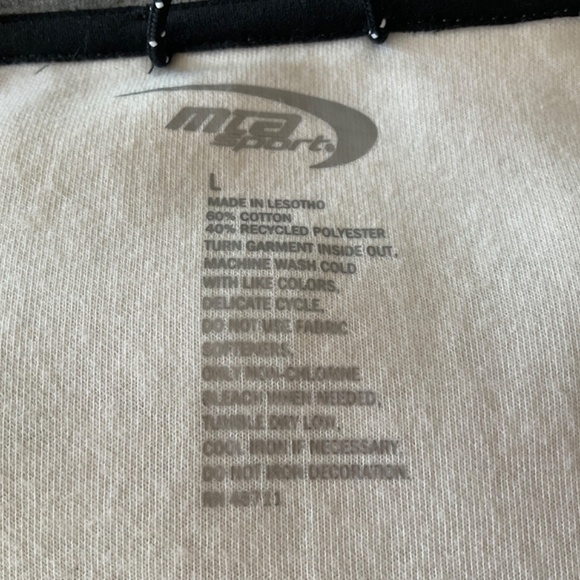 mta
sport®
L
MADE IN LESOTHO
60% COTTON
40% RECYCLED POLYESTER
TURN GARMENT INSIDE OUT.
MACHINE WASH COLD
WITH LIKE COLORS.
DELICATE CYCLE.
DO NOT USE FABRIC
SOFTENERS.
ONLY NON-CHLORINE
BLEACH WHEN NEEDED.
TUMBLE DRY LOW.
COOL IRON IF NECESSARY.
DO NOT IRON DECORATION.
RN 45711